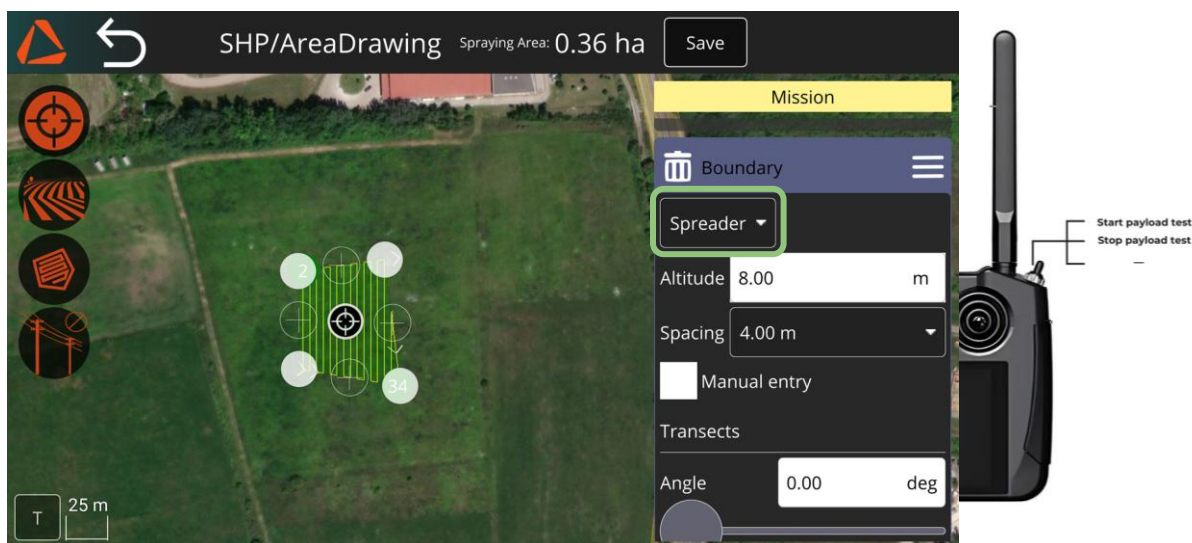 SHP/AreaDrawing Spraying Area: 0.36 ha Save
Mission
Boundary
Spreader
Altitude 8.00 m
Spacing 4.00 m
Manual entry
Transects
Angle 0.00 deg
2
34
T 25 m
Start payload test
Stop payload test
–